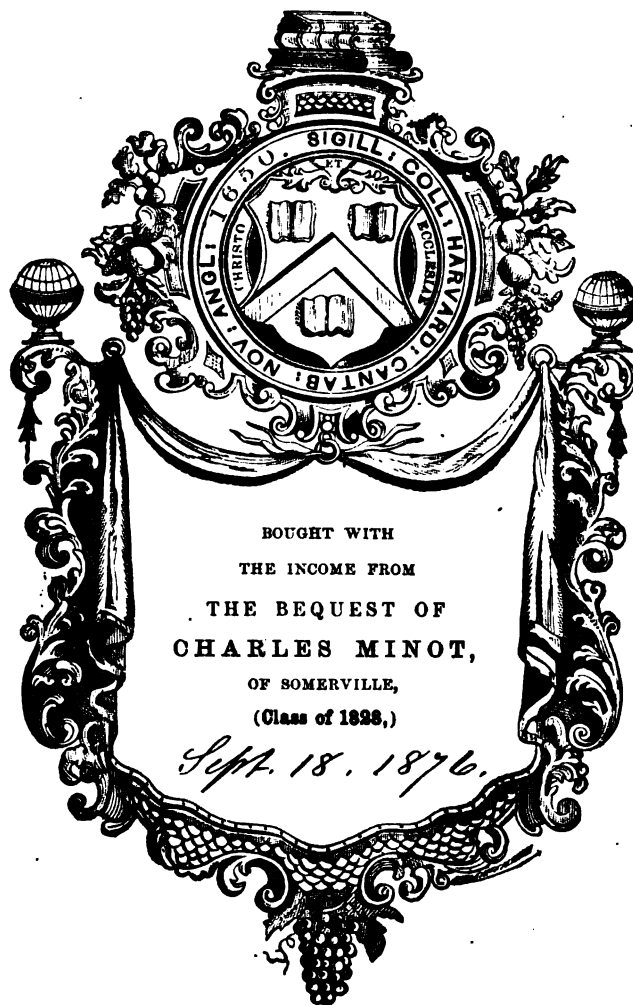 SIGILL: COLL: HARVARD: CANTAB: NOV: ANGL: 1650.
ET
CHRISTO
ECCLESIÆ
BOUGHT WITH
THE INCOME FROM
THE BEQUEST OF
CHARLES MINOT,
OF SOMERVILLE,
(Class of 1828,)
Sept. 18. 1876.